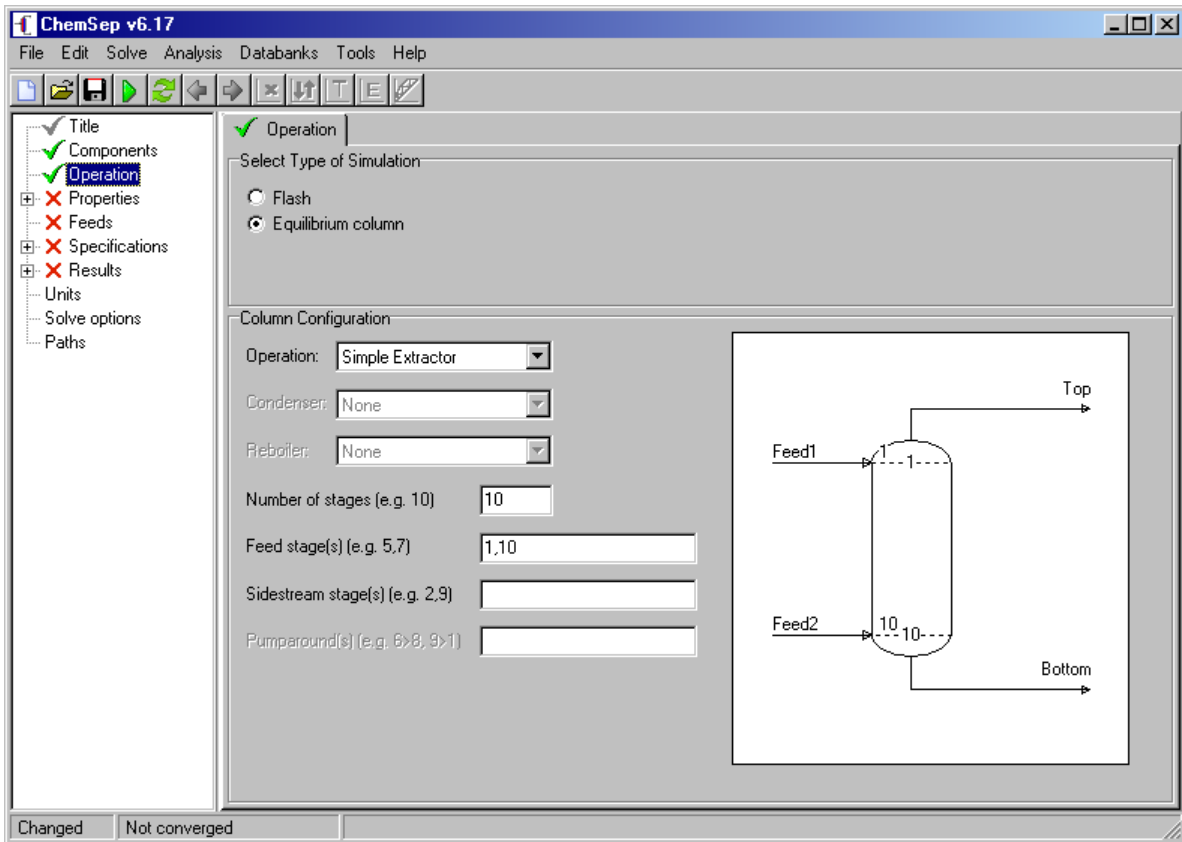 ChemSep v6.17
File Edit Solve Analysis Databanks Tools Help
T E
Title
Components
Operation
Properties
Feeds
Specifications
Results
Units
Solve options
Paths
Operation
Select Type of Simulation
Flash
Equilibrium column
Column Configuration
Operation: Simple Extractor
Condenser: None
Reboiler: None
Number of stages (e.g. 10) 10
Feed stage(s) (e.g. 5,7) 1,10
Sidestream stage(s) (e.g. 2,9)
Pumparound(s) (e.g. 6>8, 9>1)
Top
Feed1 1
1
Feed2 10
10
Bottom
Changed Not converged